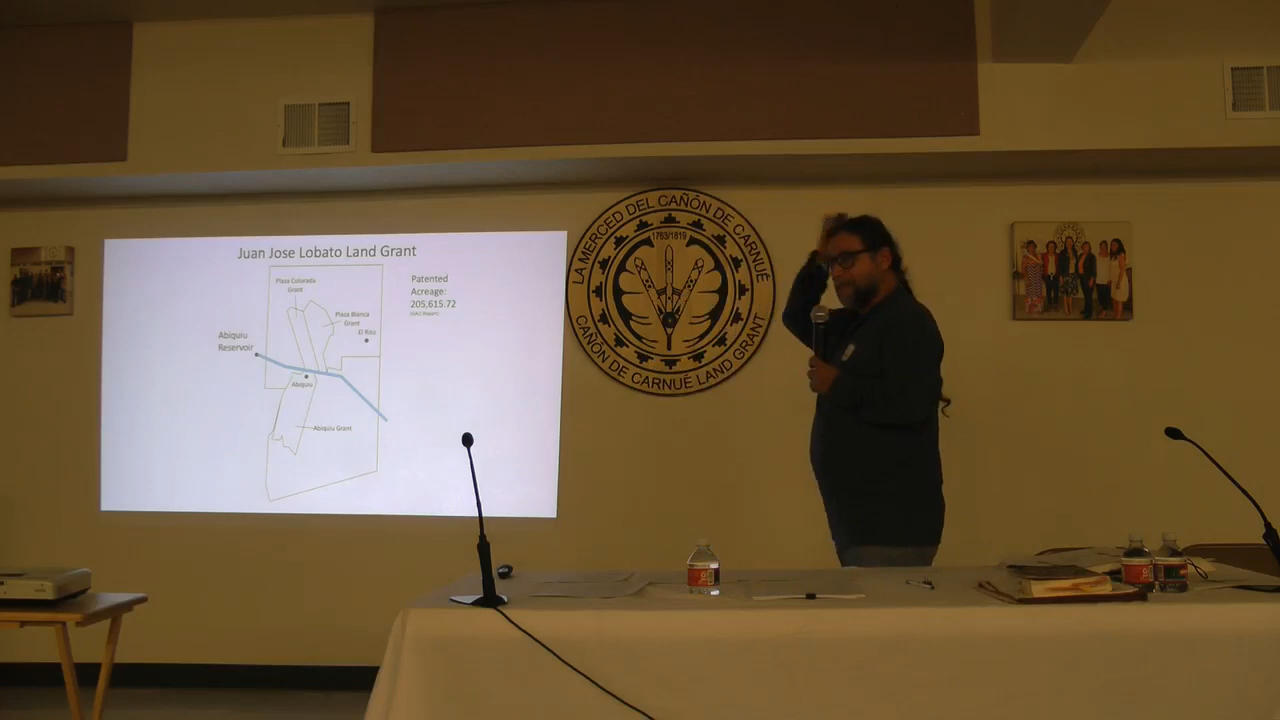 Juan Jose Lobato Land Grant
Plaza Colorada
Grant
Patented
Acreage:
205,615.72
Plaza Blanca
Grant
El Rito
Abiquiu
Reservoir
Abiquiu
Abiquiu Grant
LA MERCED DEL CAÑÓN DE CARNUÉ
1763/1819
CAÑÓN DE CARNUÉ LAND GRANT